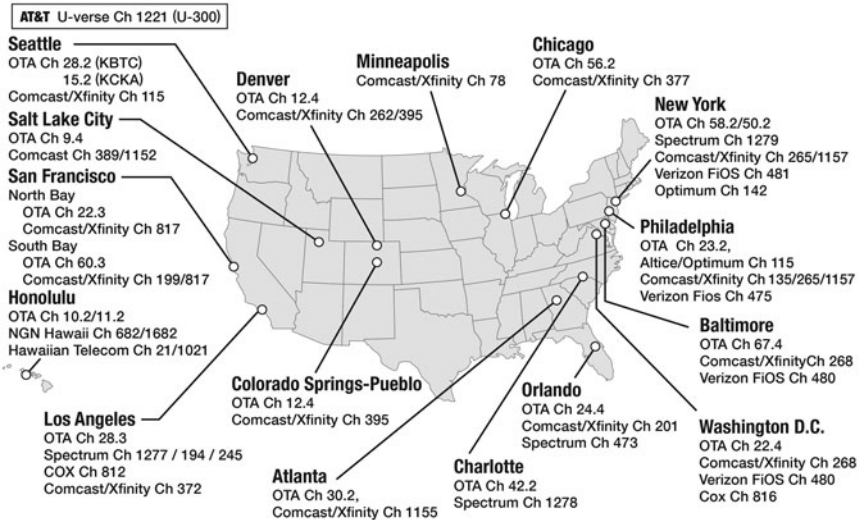 AT&T U-verse Ch 1221 (U-300)
Seattle
OTA Ch 28.2 (KBTC)
15.2 (KCKA)
Comcast/Xfinity Ch 115
Salt Lake City
OTA Ch 9.4
Comcast Ch 389/1152
San Francisco
North Bay
OTA Ch 22.3
Comcast/Xfinity Ch 817
South Bay
OTA Ch 60.3
Comcast/Xfinity Ch 199/817
Honolulu
OTA Ch 10.2/11.2
NGN Hawaii Ch 682/1682
Hawaiian Telecom Ch 21/1021
Los Angeles
OTA Ch 28.3
Spectrum Ch 1277 / 194 / 245
COX Ch 812
Comcast/Xfinity Ch 372
Denver
OTA Ch 12.4
Comcast/Xfinity Ch 262/395
Colorado Springs-Pueblo
OTA Ch 12.4
Comcast/Xfinity Ch 395
Minneapolis
Comcast/Xfinity Ch 78
Chicago
OTA Ch 56.2
Comcast/Xfinity Ch 377
New York
OTA Ch 58.2/50.2
Spectrum Ch 1279
Comcast/Xfinity Ch 265/1157
Verizon FiOS Ch 481
Optimum Ch 142
Philadelphia
OTA Ch 23.2,
Altice/Optimum Ch 115
Comcast/Xfinity Ch 135/265/1157
Verizon Fios Ch 475
Baltimore
OTA Ch 67.4
Comcast/XfinityCh 268
Verizon FiOS Ch 480
Washington D.C.
OTA Ch 22.4
Comcast/Xfinity Ch 268
Verizon FiOS Ch 480
Cox Ch 816
Orlando
OTA Ch 24.4
Comcast/Xfinity Ch 201
Spectrum Ch 473
Charlotte
OTA Ch 42.2
Spectrum Ch 1278
Atlanta
OTA Ch 30.2,
Comcast/Xfinity Ch 1155